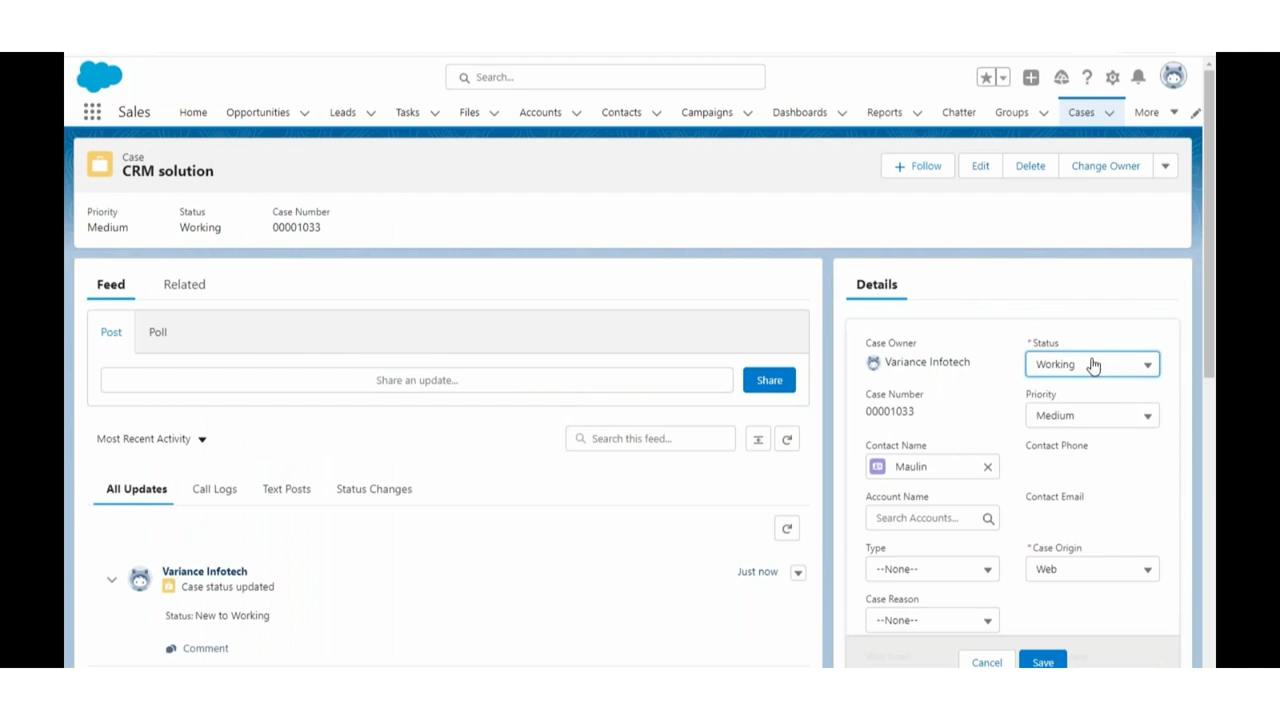 Search...
Sales
Home
Opportunities
Leads
Tasks
Files
Accounts
Contacts
Campaigns
Dashboards
Reports
Chatter
Groups
Cases
More
Case
CRM solution
+ Follow
Edit
Delete
Change Owner
Priority
Medium
Status
Working
Case Number
00001033
Feed
Related
Post
Poll
Share an update...
Share
Most Recent Activity
Search this feed...
All Updates
Call Logs
Text Posts
Status Changes
Variance Infotech
Just now
Case status updated
Status: New to Working
Comment
Details
Case Owner
Variance Infotech
*Status
Working
Case Number
00001033
Priority
Medium
Contact Name
Maulin
Contact Phone
Account Name
Search Accounts...
Contact Email
Type
--None--
*Case Origin
Web
Case Reason
--None--
Cancel
Save